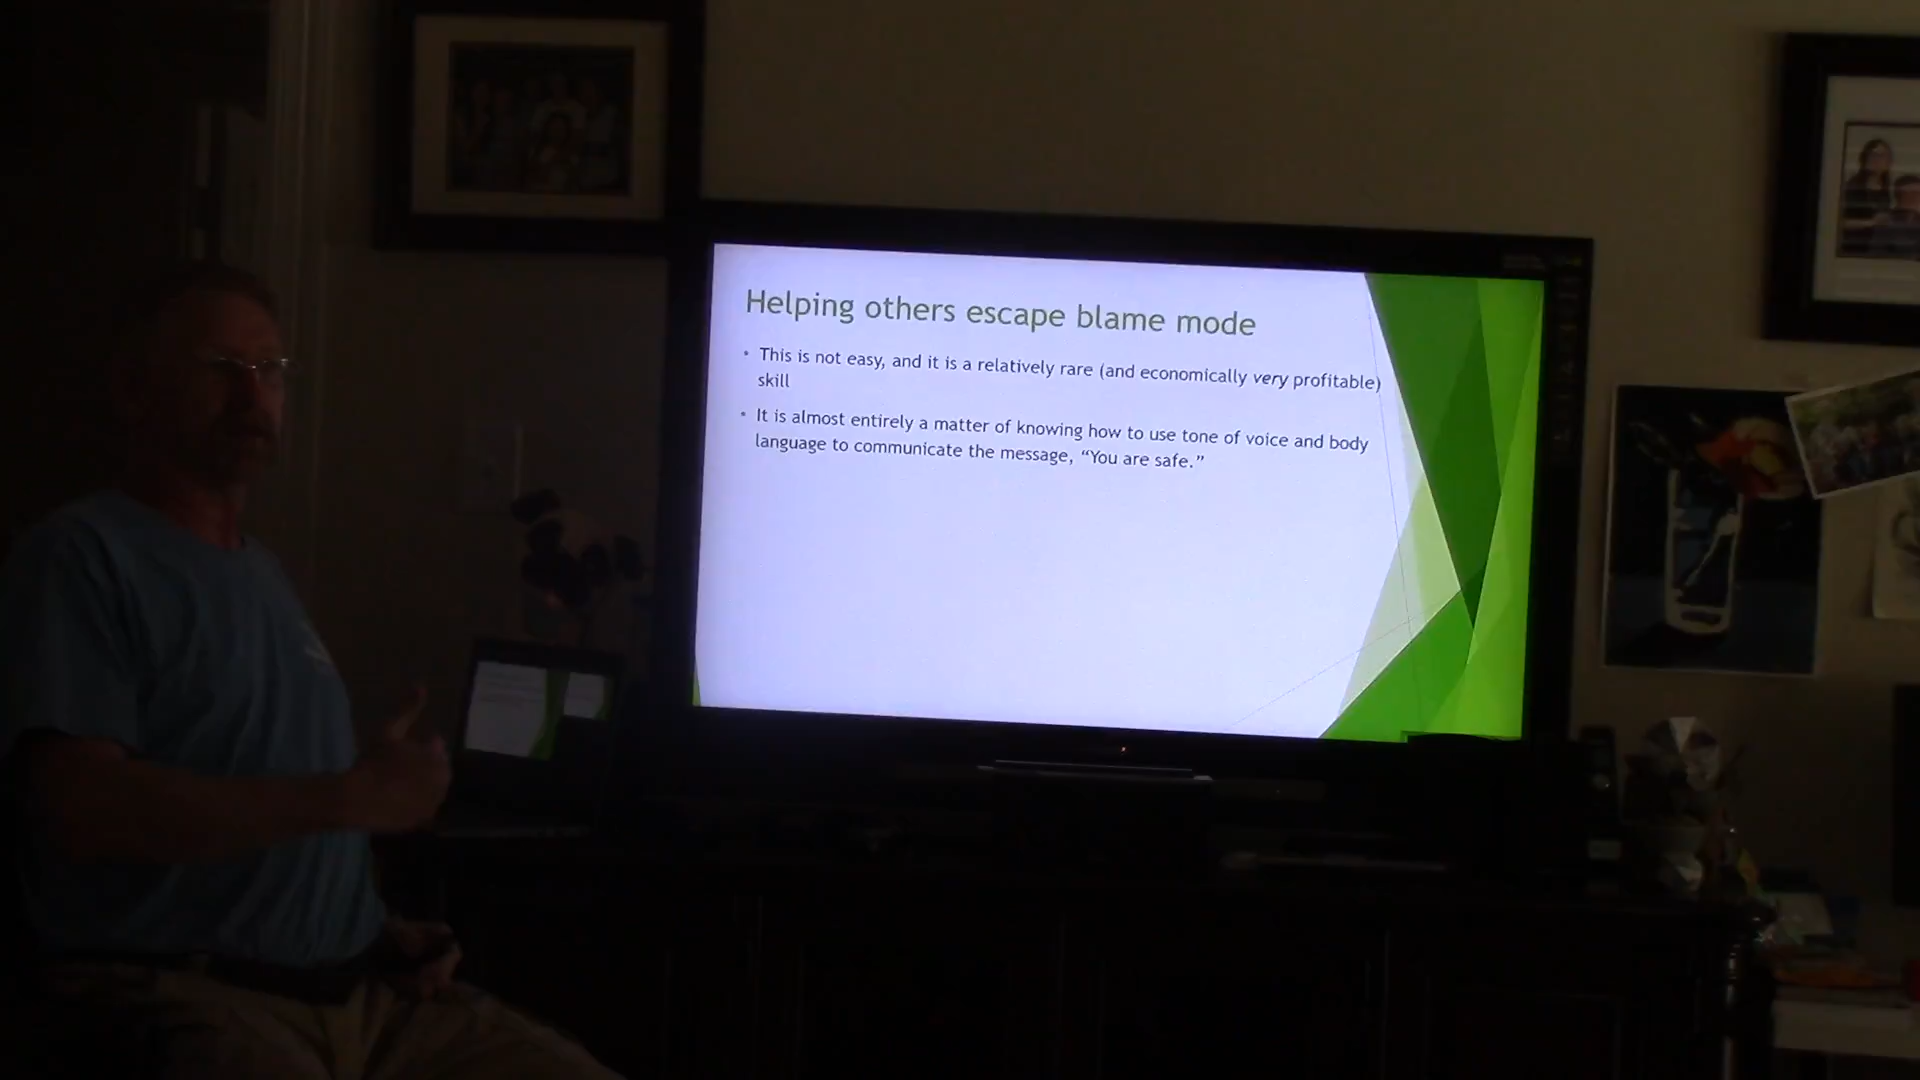 Helping others escape blame mode
• This is not easy, and it is a relatively rare (and economically very profitable)
skill
• It is almost entirely a matter of knowing how to use tone of voice and body
language to communicate the message, “You are safe.”